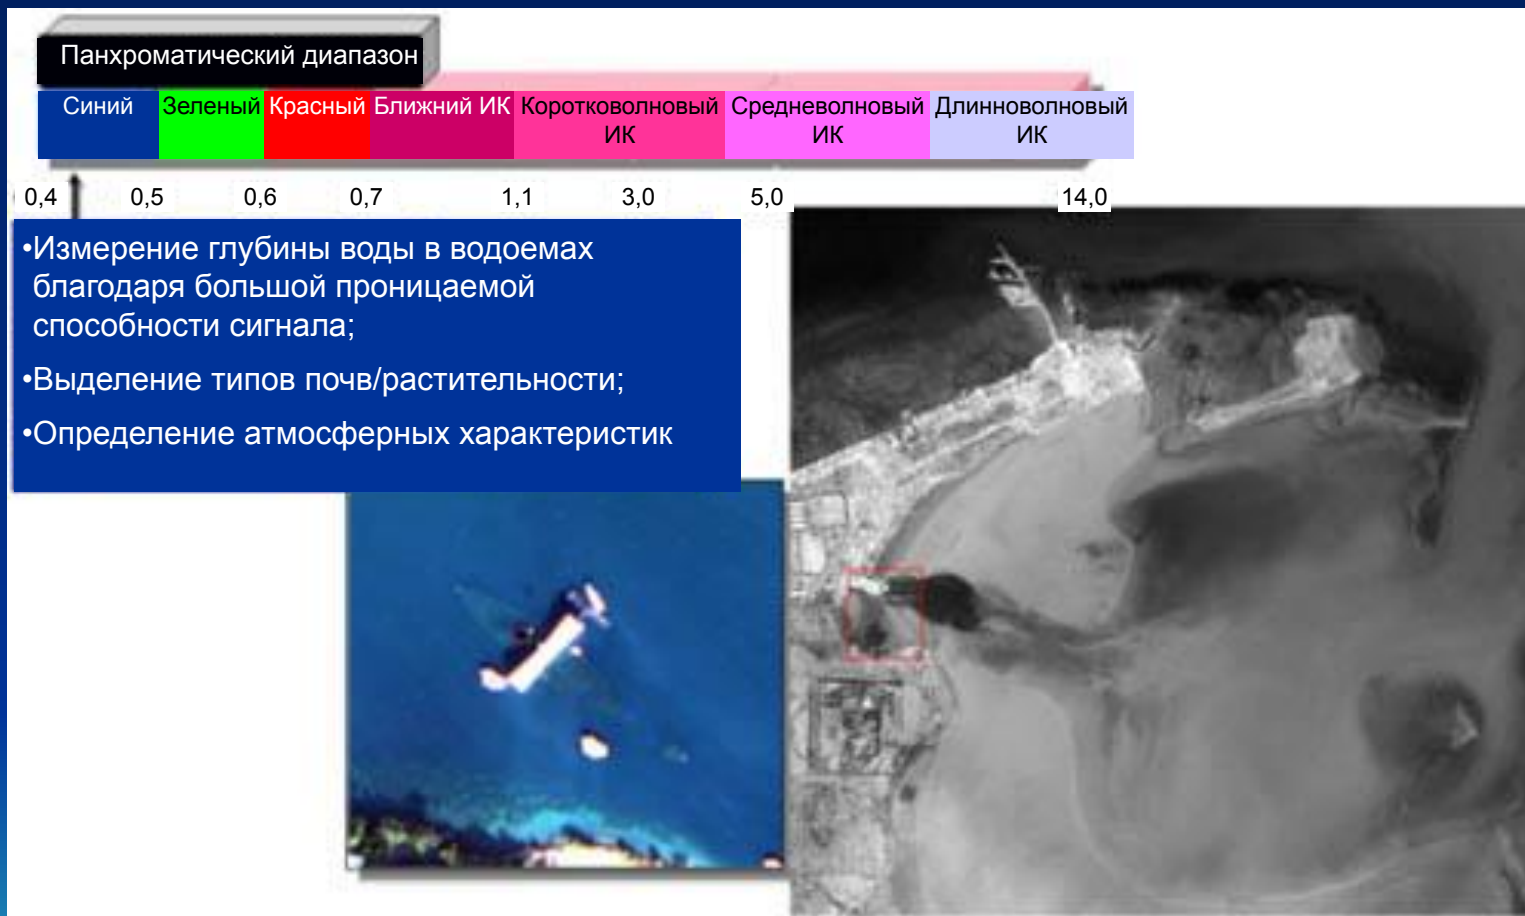 Панхроматический диапазон
Синий Зеленый Красный Ближний ИК Коротковолновый ИК Средневолновый ИК Длинноволновый ИК
0,4 0,5 0,6 0,7 1,1 3,0 5,0 14,0
•Измерение глубины воды в водоемах
благодаря большой проницаемой
способности сигнала;
•Выделение типов почв/растительности;
•Определение атмосферных характеристик